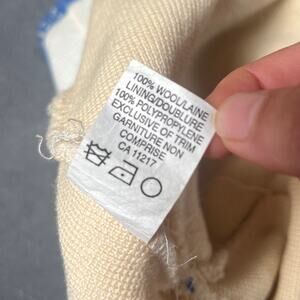 100% WOOL/LAINE
LINING/DOUBLURE
100% POLYPROPYLENE
EXCLUSIVE OF TRIM
GARNITURE NON
COMPRISE
CA 11217